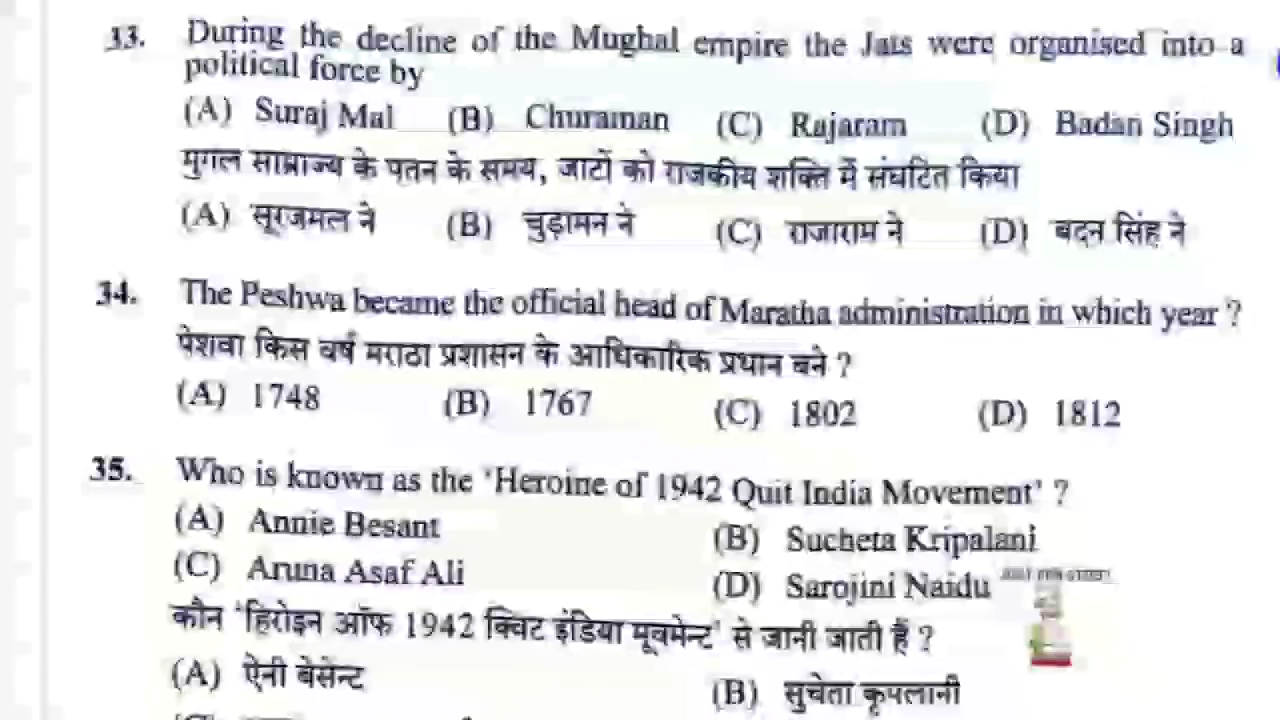 33. During the decline of the Mughal empire the Jats were organised into a
political force by
(A) Suraj Mal (B) Churaman (C) Rajaram (D) Badan Singh
मुगल साम्राज्य के पतन के समय, जाटों को राजकीय शक्ति में संघटित किया
(A) सूरजमल ने (B) चुड़ामन ने (C) राजाराम ने (D) बदन सिंह ने
34. The Peshwa became the official head of Maratha administration in which year ?
पेशवा किस वर्ष मराठा प्रशासन के आधिकारिक प्रधान बने ?
(A) 1748 (B) 1767 (C) 1802 (D) 1812
35. Who is known as the ‘Heroine of 1942 Quit India Movement’ ?
(A) Annie Besant (B) Sucheta Kripalani
(C) Aruna Asaf Ali (D) Sarojini Naidu
कौन ‘हिरोइन ऑफ 1942 क्विट इंडिया मूवमेन्ट’ से जानी जाती हैं ?
(A) ऐनी बेसेन्ट (B) सुचेता कृपलानी